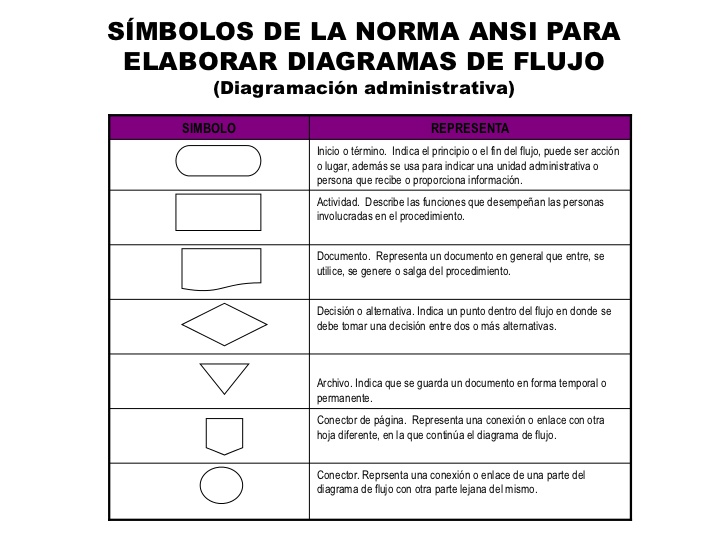 SÍMBOLOS DE LA NORMA ANSI PARA
ELABORAR DIAGRAMAS DE FLUJO
(Diagramación administrativa)
SIMBOLO
REPRESENTA
Inicio o término. Indica el principio o el fin del flujo, puede ser acción
o lugar, además se usa para indicar una unidad administrativa o
persona que recibe o proporciona información.
Actividad. Describe las funciones que desempeñan las personas
involucradas en el procedimiento.
Documento. Representa un documento en general que entre, se
utilice, se genere o salga del procedimiento.
Decisión o alternativa. Indica un punto dentro del flujo en donde se
debe tomar una decisión entre dos o más alternativas.
Archivo. Indica que se guarda un documento en forma temporal o
permanente.
Conector de página. Representa una conexión o enlace con otra
hoja diferente, en la que continúa el diagrama de flujo.
Conector. Reprsenta una conexión o enlace de una parte del
diagrama de flujo con otra parte lejana del mismo.